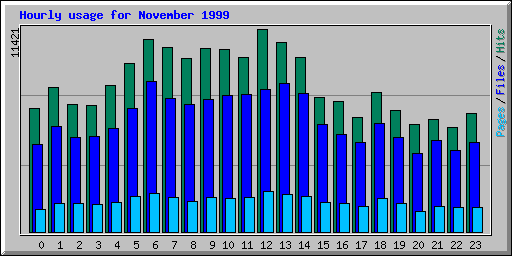 Hourly usage for November 1999
11421
Pages/Files/Hits
0 1 2 3 4 5 6 7 8 9 10 11 12 13 14 15 16 17 18 19 20 21 22 23